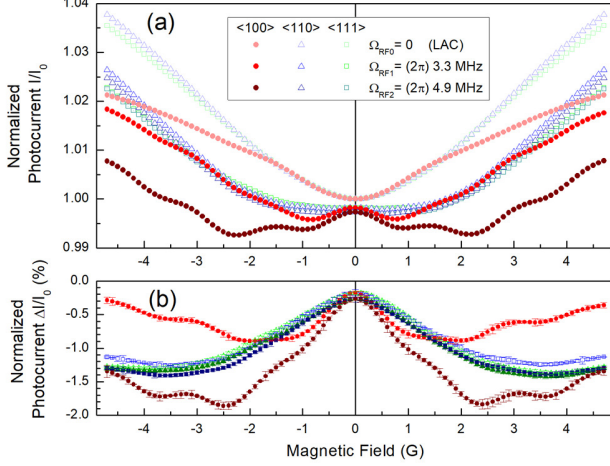 (a)
<100> <110> <111>
Ω_RF0 = 0 (LAC)
Ω_RF1 = (2π) 3.3 MHz
Ω_RF2 = (2π) 4.9 MHz
Normalized
Photocurrent I/I₀
1.04
1.03
1.02
1.01
1.00
0.99
-4 -3 -2 -1 0 1 2 3 4
(b)
Normalized
Photocurrent ΔI/I₀ (%)
0.0
-0.5
-1.0
-1.5
-2.0
-4 -3 -2 -1 0 1 2 3 4
Magnetic Field (G)